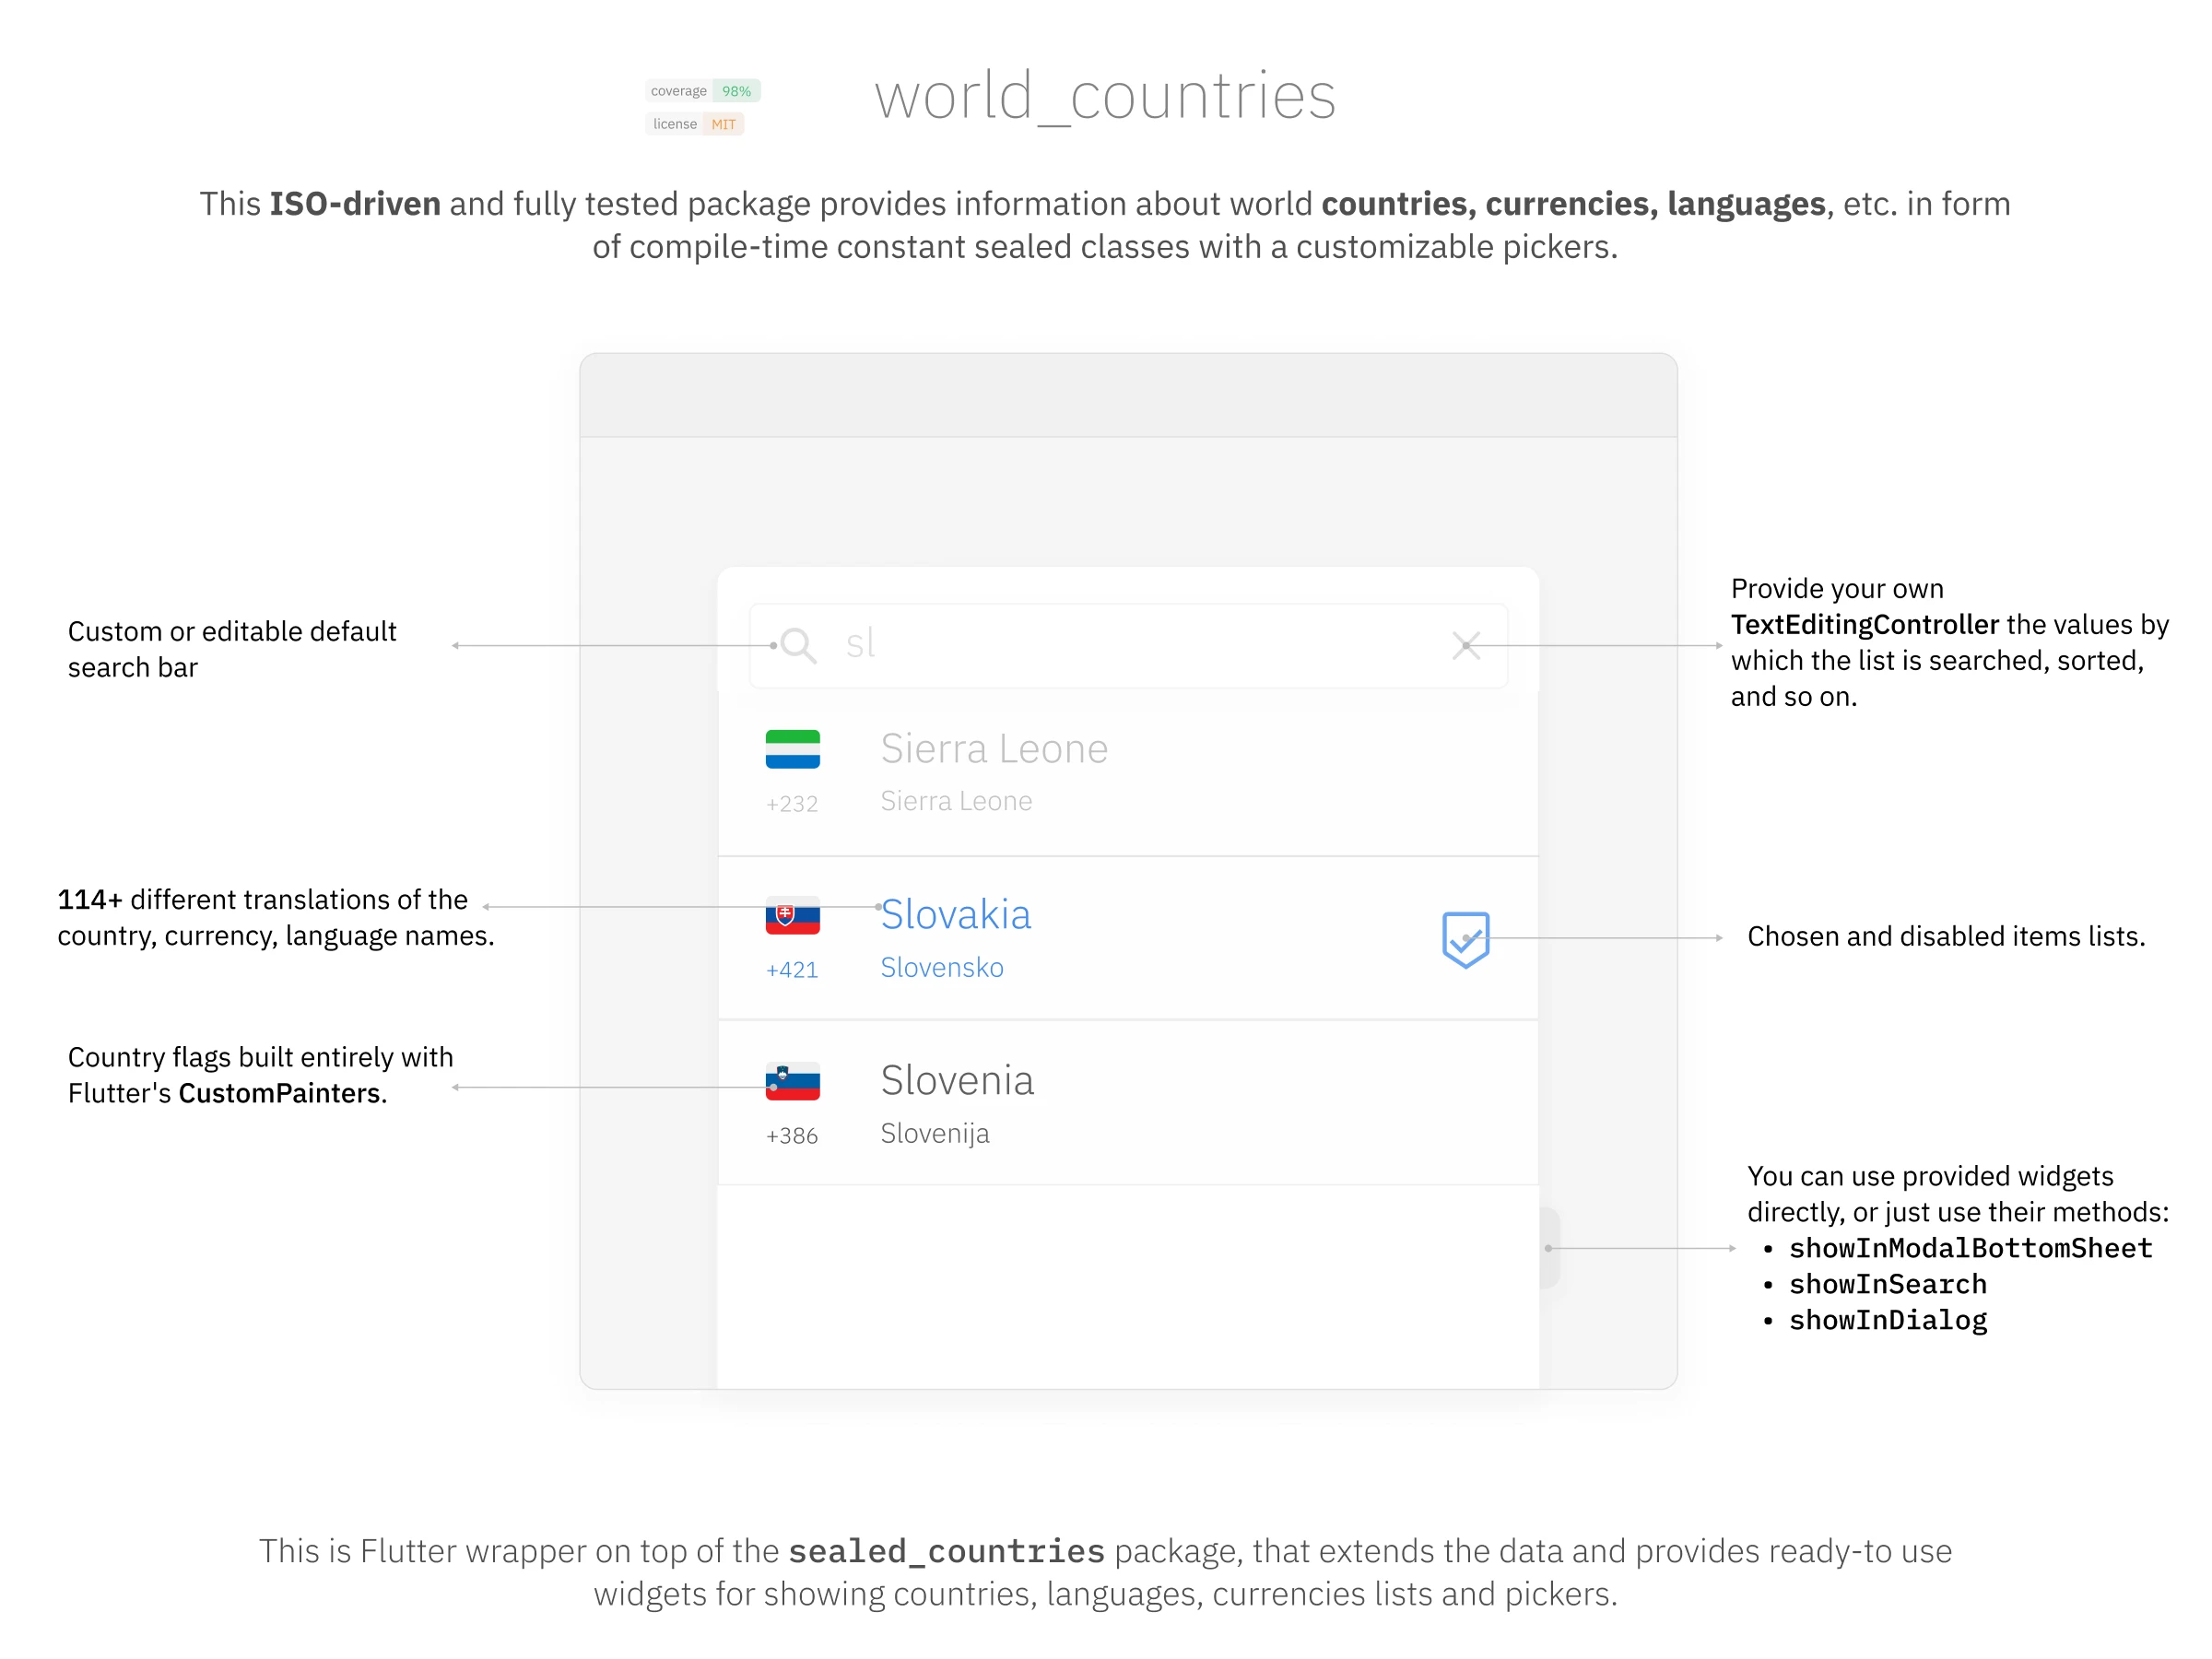 coverage 98%
license MIT
world_countries
This ISO-driven and fully tested package provides information about world countries, currencies, languages, etc. in form
of compile-time constant sealed classes with a customizable pickers.
Custom or editable default
search bar
sl
Provide your own
TextEditingController the values by
which the list is searched, sorted,
and so on.
Sierra Leone
+232
Sierra Leone
114+ different translations of the
country, currency, language names.
Slovakia
+421
Slovensko
Chosen and disabled items lists.
Country flags built entirely with
Flutter's CustomPainters.
Slovenia
+386
Slovenija
You can use provided widgets
directly, or just use their methods:
• showInModalBottomSheet
• showInSearch
• showInDialog
This is Flutter wrapper on top of the sealed_countries package, that extends the data and provides ready-to use
widgets for showing countries, languages, currencies lists and pickers.